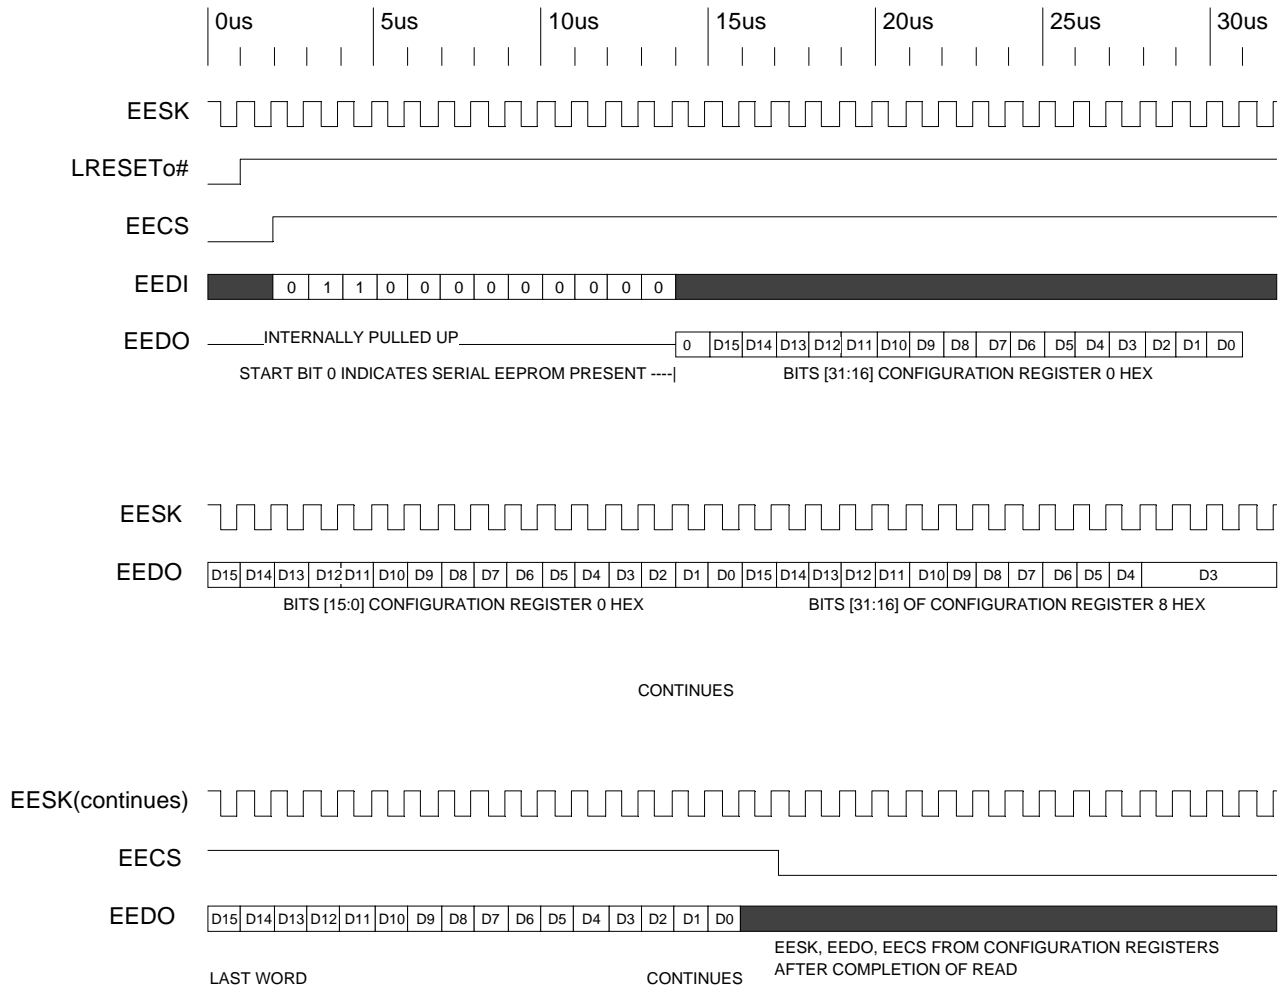 0us 5us 10us 15us 20us 25us 30us
EESK
LRESETo#
EECS
EEDI 0 1 1 0 0 0 0 0 0 0 0 0
EEDO INTERNALLY PULLED UP 0 D15 D14 D13 D12 D11 D10 D9 D8 D7 D6 D5 D4 D3 D2 D1 D0
START BIT 0 INDICATES SERIAL EEPROM PRESENT ----| BITS [31:16] CONFIGURATION REGISTER 0 HEX
EESK
EEDO D15 D14 D13 D12 D11 D10 D9 D8 D7 D6 D5 D4 D3 D2 D1 D0 D15 D14 D13 D12 D11 D10 D9 D8 D7 D6 D5 D4 D3
BITS [15:0] CONFIGURATION REGISTER 0 HEX BITS [31:16] OF CONFIGURATION REGISTER 8 HEX
CONTINUES
EESK(continues)
EECS
EEDO D15 D14 D13 D12 D11 D10 D9 D8 D7 D6 D5 D4 D3 D2 D1 D0
EESK, EEDO, EECS FROM CONFIGURATION REGISTERS
AFTER COMPLETION OF READ
LAST WORD CONTINUES